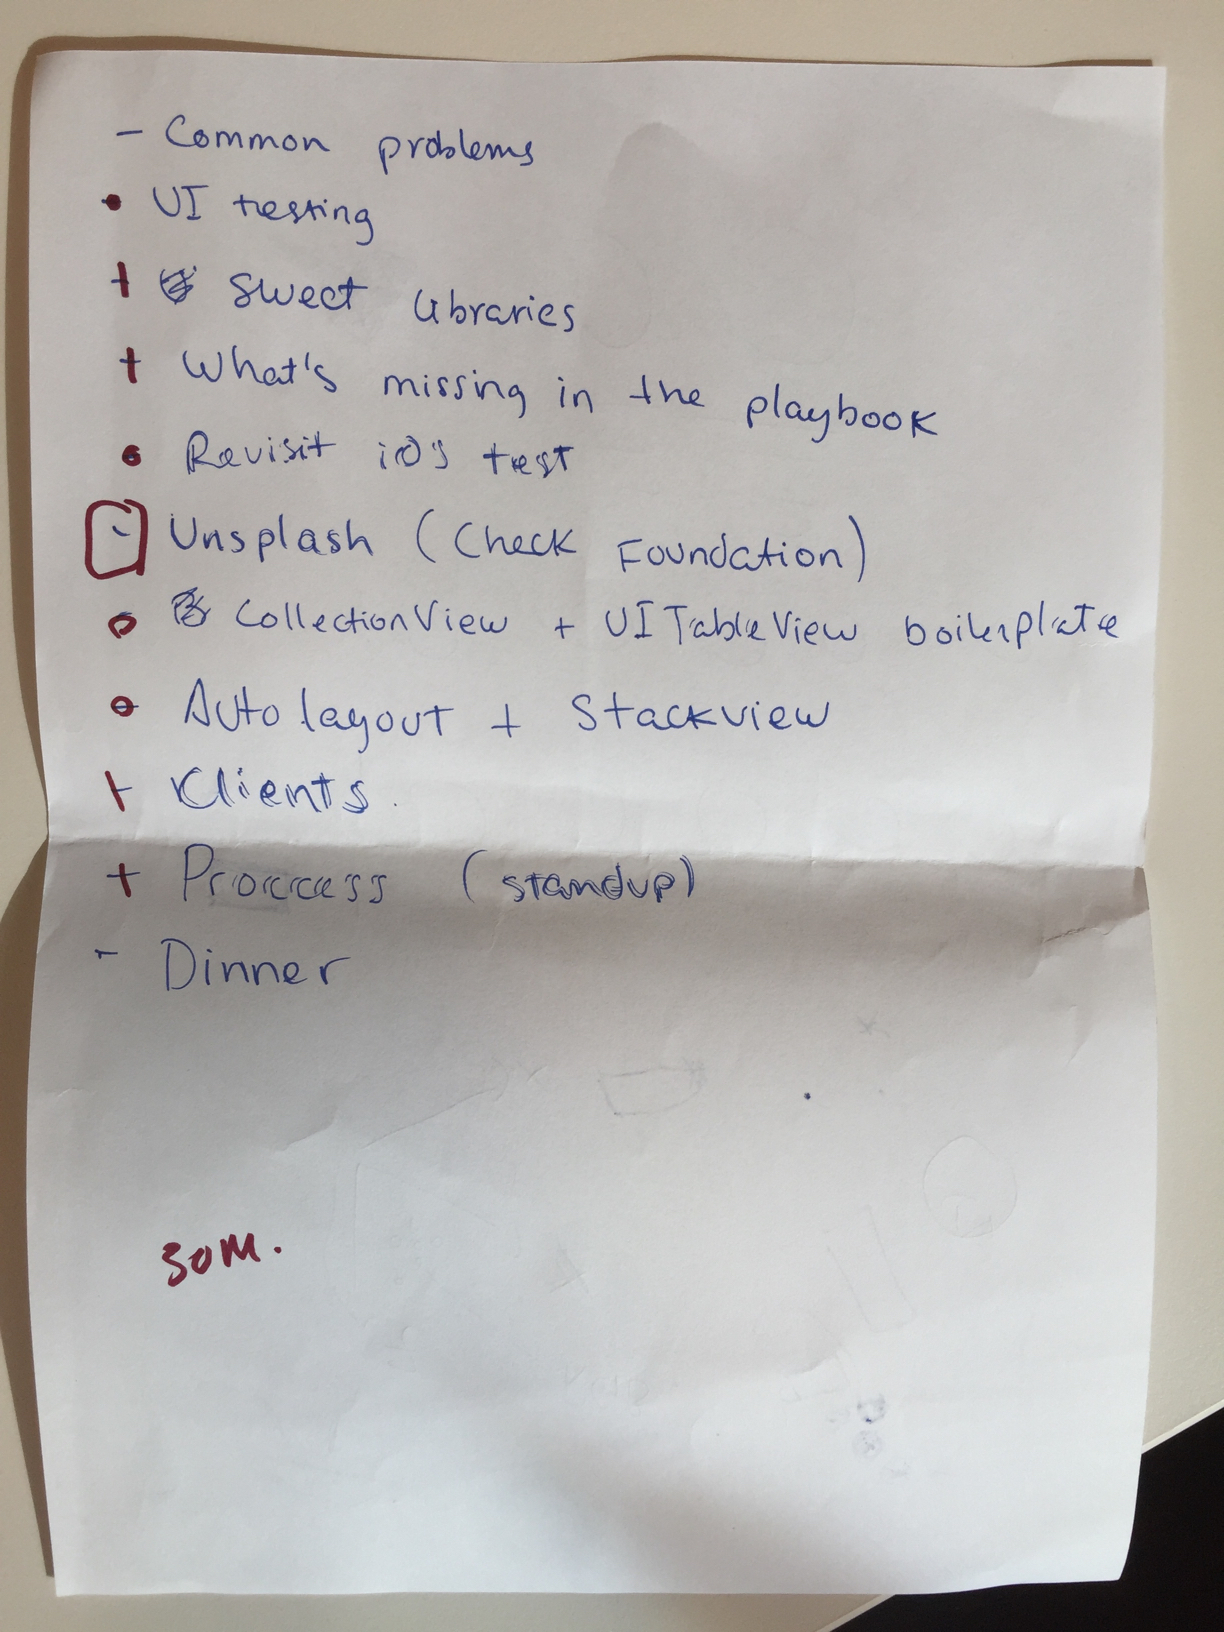 - Common problems
• UI testing
+ Sweet libraries
+ What's missing in the playbook
• Revisit iOS test
- Unsplash (Check Foundation)
• CollectionView + UITableView boilerplate
• Auto layout + Stackview
+ Clients
+ Proccess (standup)
- Dinner
30M.